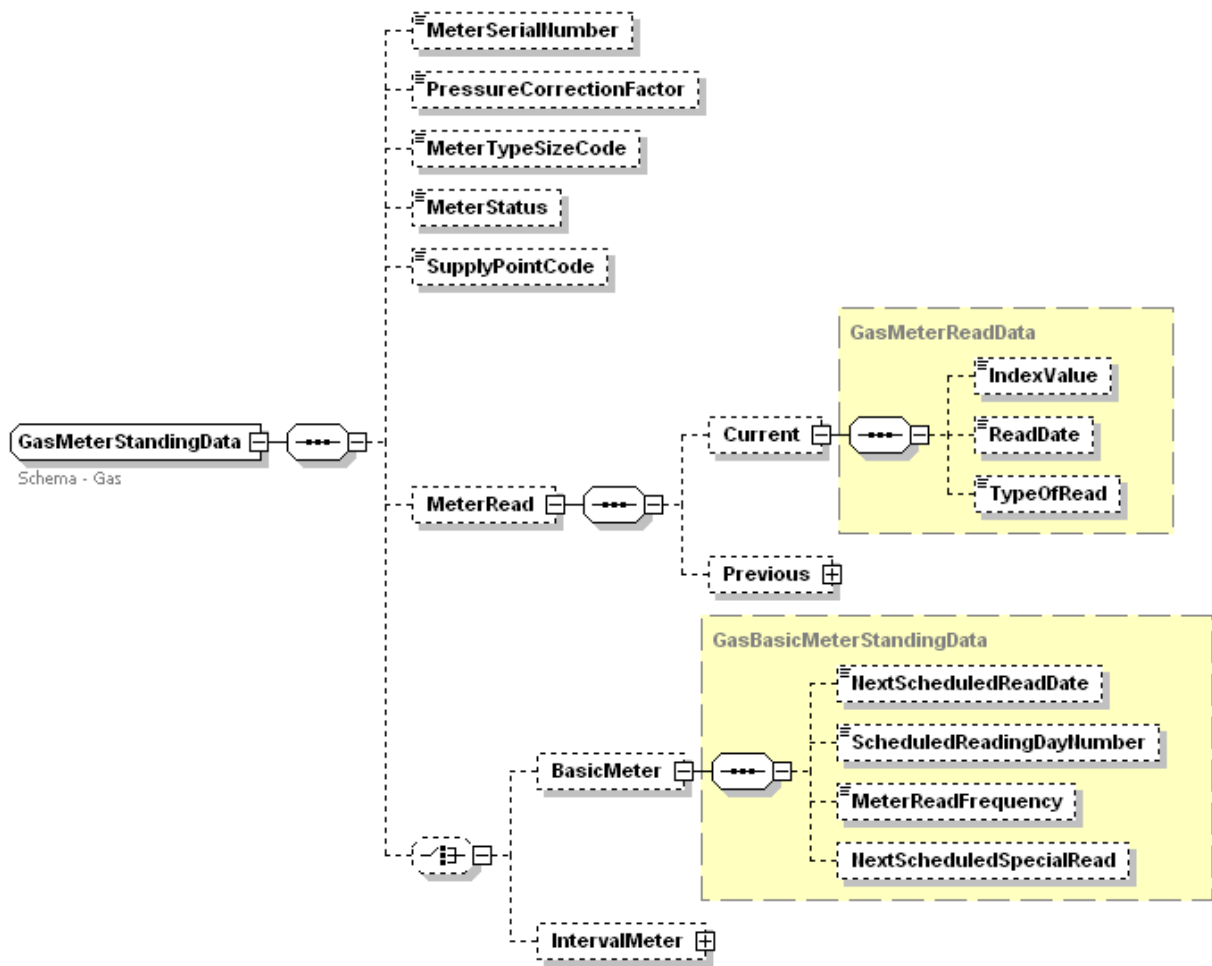 MeterSerialNumber
PressureCorrectionFactor
MeterTypeSizeCode
MeterStatus
SupplyPointCode
GasMeterReadData
IndexValue
GasMeterStandingData
Schema - Gas
Current
ReadDate
TypeOfRead
MeterRead
Previous
GasBasicMeterStandingData
NextScheduledReadDate
ScheduledReadingDayNumber
BasicMeter
MeterReadFrequency
NextScheduledSpecialRead
IntervalMeter